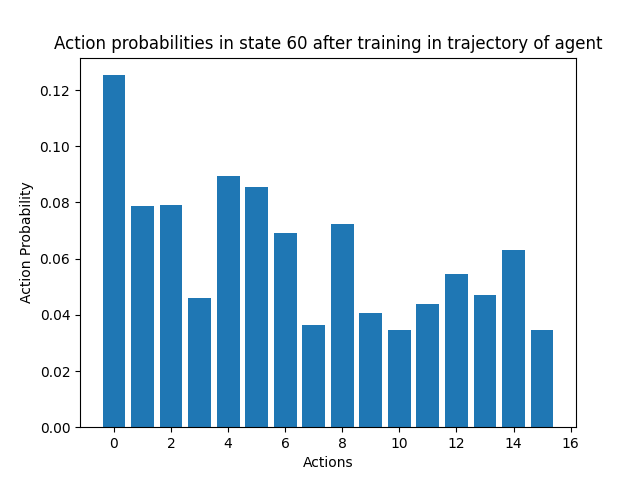 Action probabilities in state 60 after training in trajectory of agent
0.12
0.10
0.08
0.06
0.04
0.02
0.00
Action Probability
0 2 4 6 8 10 12 14 16
Actions